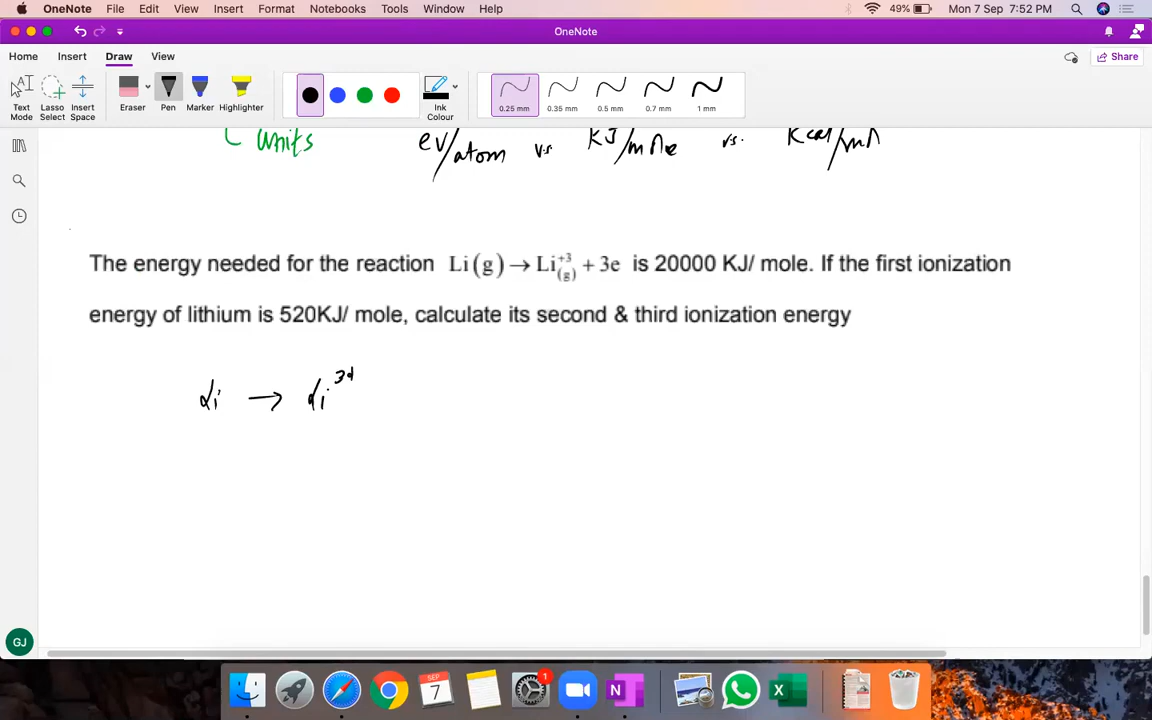 OneNote File Edit View Insert Format Notebooks Tools Window Help 49% Mon 7 Sep 7:52 PM
OneNote
Home Insert Draw View Share
Text Mode Lasso Select Insert Space Eraser Pen Marker Highlighter Ink Colour 0.25 mm 0.35 mm 0.5 mm 0.7 mm 1 mm
units ev/atom vs KJ/mole vs. Kcal/mol
The energy needed for the reaction Li(g) → Li⁺³(g) + 3e is 20000 KJ/ mole. If the first ionization
energy of lithium is 520KJ/ mole, calculate its second & third ionization energy
Li → Li³⁺
GJ
SEP 7 1